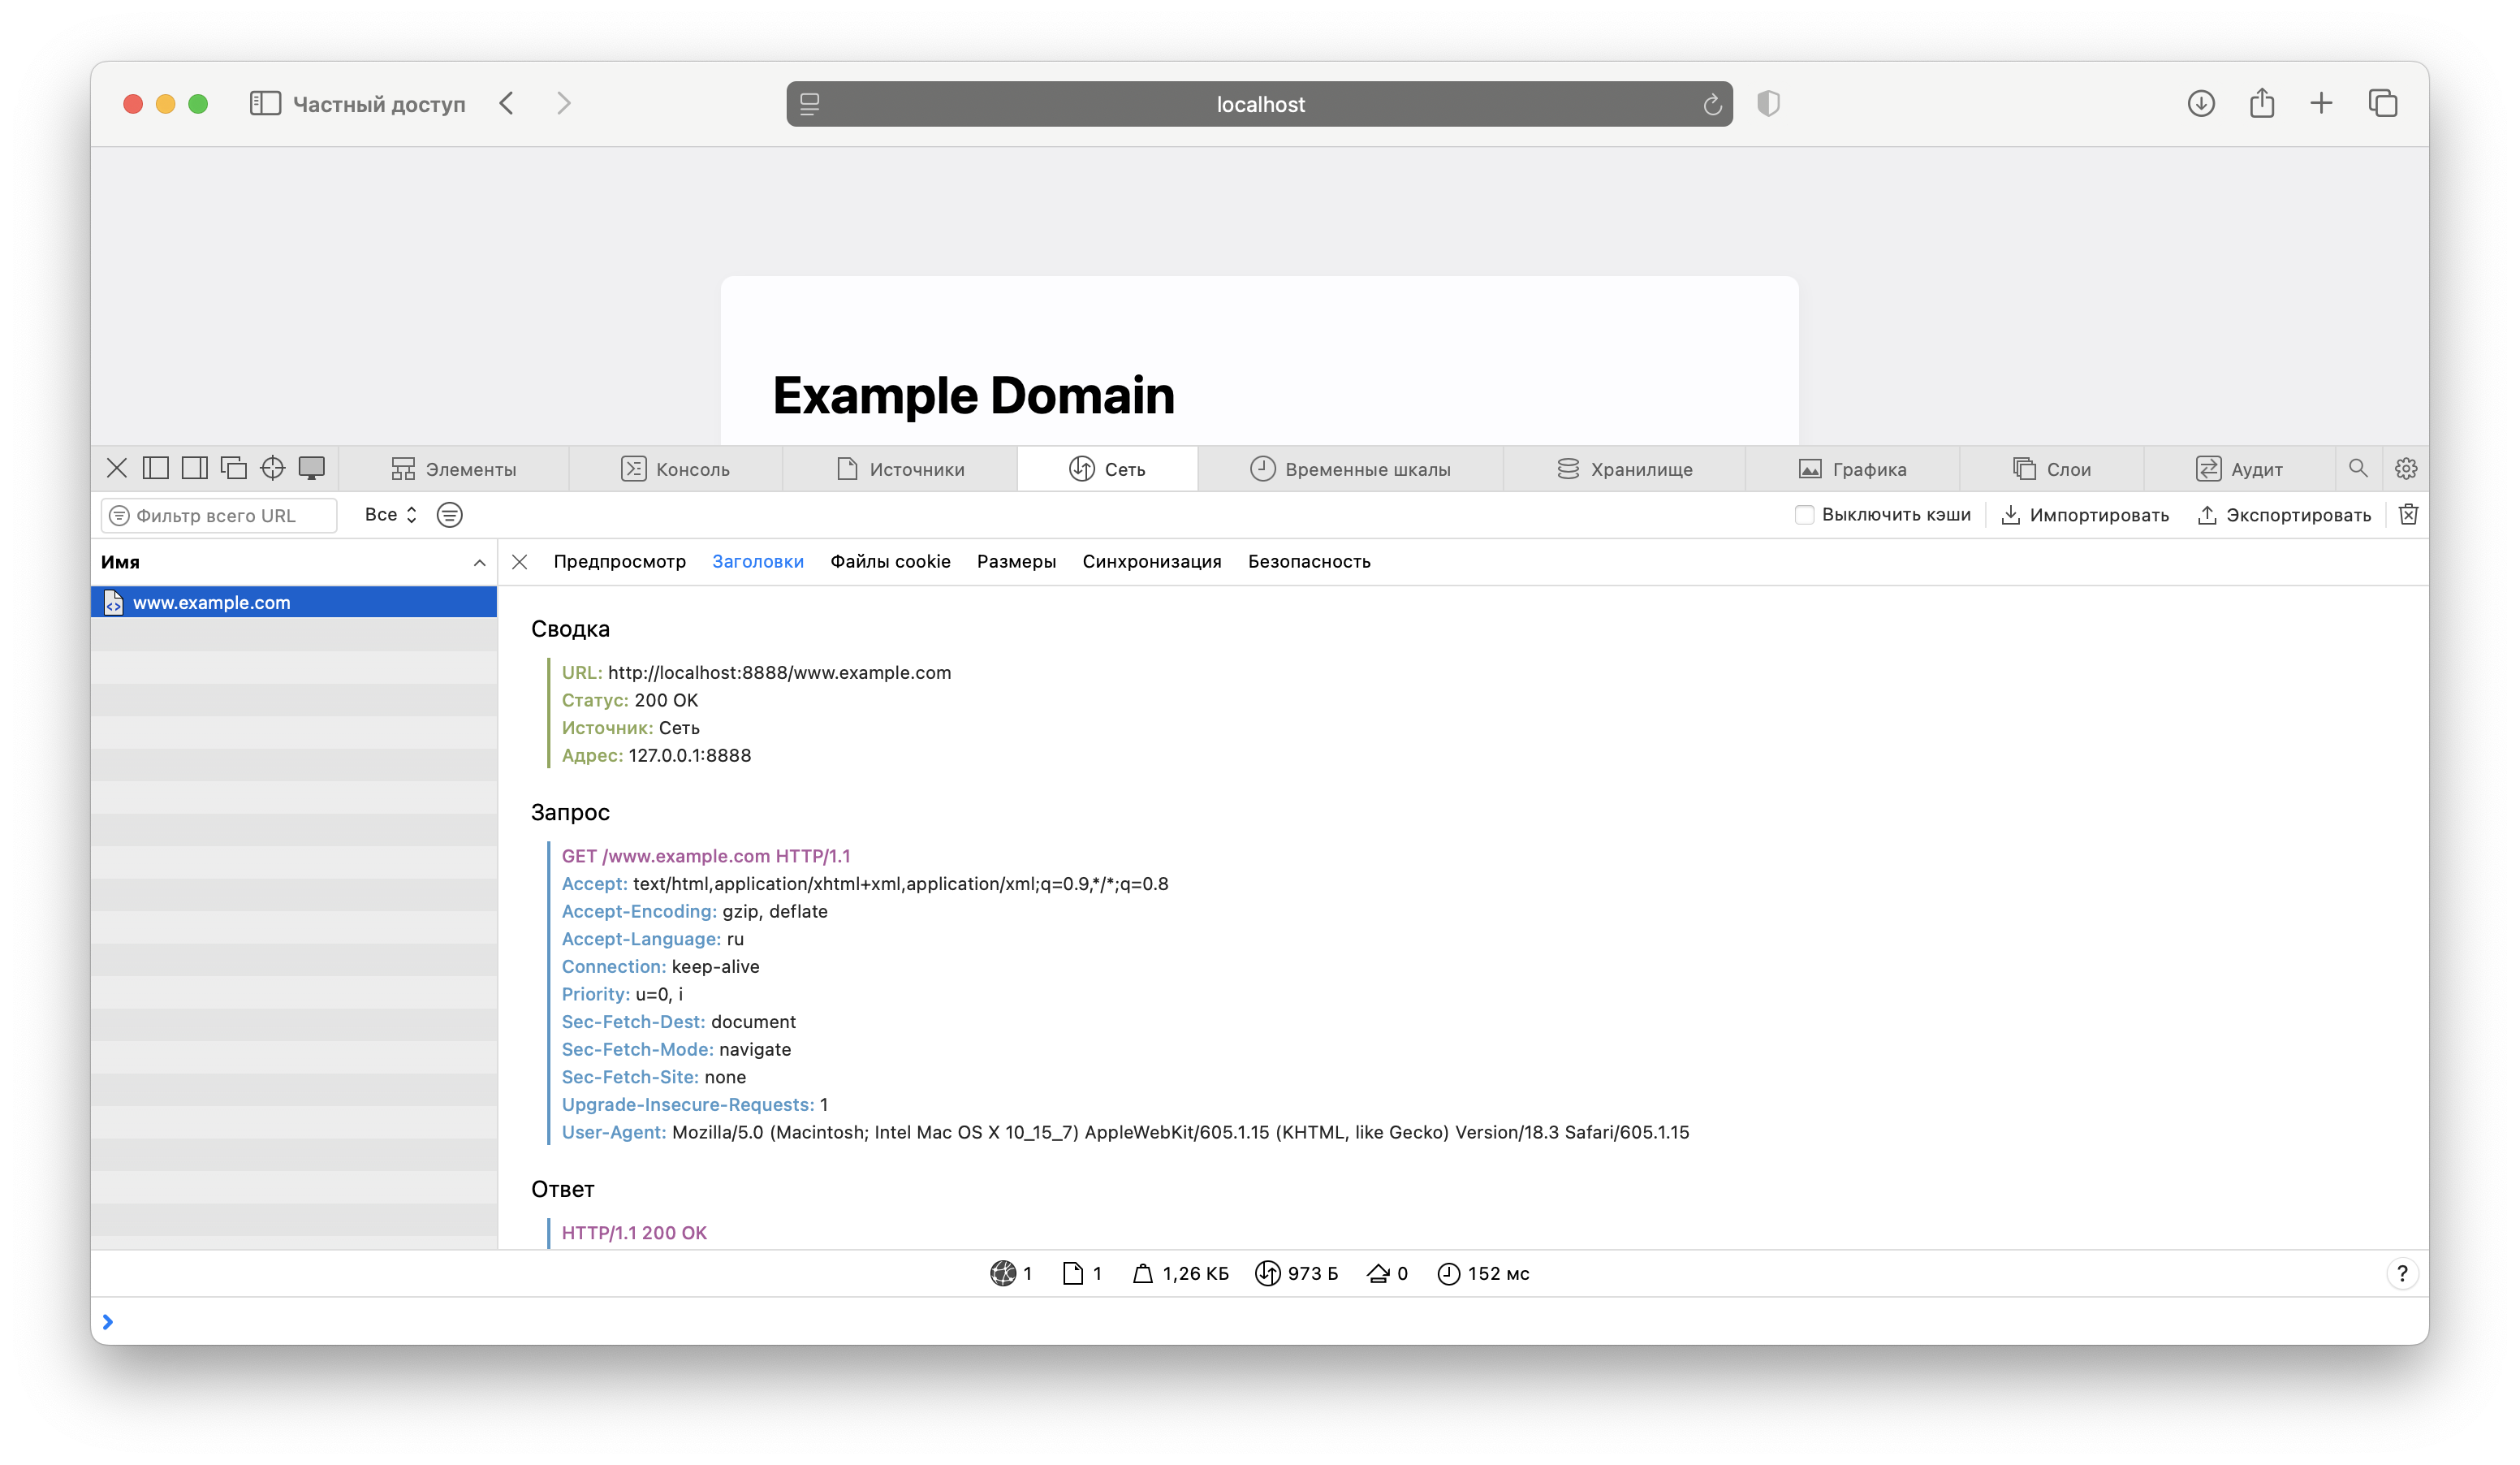 Частный доступ
localhost
Example Domain
Элементы
Консоль
Источники
Сеть
Временные шкалы
Хранилище
Графика
Слои
Аудит
Фильтр всего URL
Все
Выключить кэши
Импортировать
Экспортировать
Имя
Предпросмотр
Заголовки
Файлы cookie
Размеры
Синхронизация
Безопасность
www.example.com
Сводка
URL: http://localhost:8888/www.example.com
Статус: 200 OK
Источник: Сеть
Адрес: 127.0.0.1:8888
Запрос
GET /www.example.com HTTP/1.1
Accept: text/html,application/xhtml+xml,application/xml;q=0.9,*/*;q=0.8
Accept-Encoding: gzip, deflate
Accept-Language: ru
Connection: keep-alive
Priority: u=0, i
Sec-Fetch-Dest: document
Sec-Fetch-Mode: navigate
Sec-Fetch-Site: none
Upgrade-Insecure-Requests: 1
User-Agent: Mozilla/5.0 (Macintosh; Intel Mac OS X 10_15_7) AppleWebKit/605.1.15 (KHTML, like Gecko) Version/18.3 Safari/605.1.15
Ответ
HTTP/1.1 200 OK
1
1
1,26 КБ
973 Б
0
152 мс
?